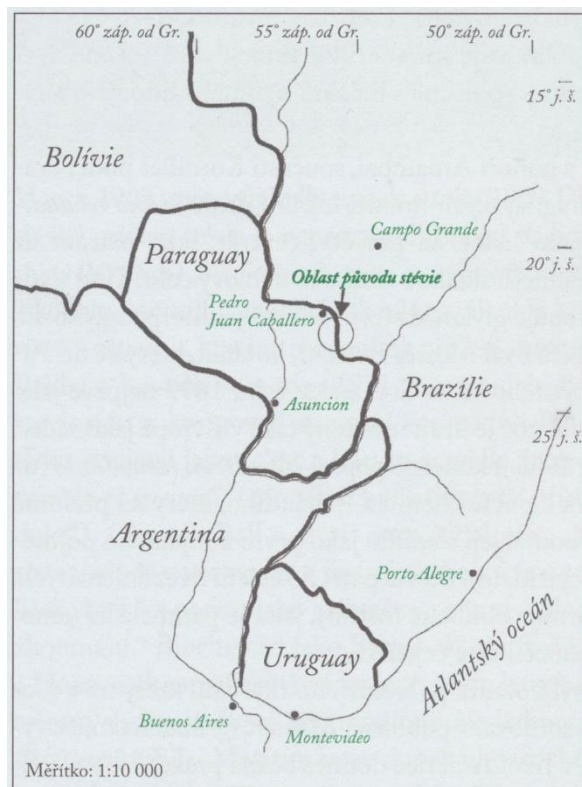 60° záp. od Gr.
55° záp. od Gr.
50° záp. od Gr.
15° j. š.
Bolívie
Campo Grande
Paraguay
20° j. š.
Oblast původu stévie
Pedro
Juan Caballero
Brazílie
Asuncion
25° j. š.
Argentina
Porto Alegre
Atlantský oceán
Uruguay
Buenos Aires
Montevideo
Měřítko: 1:10 000